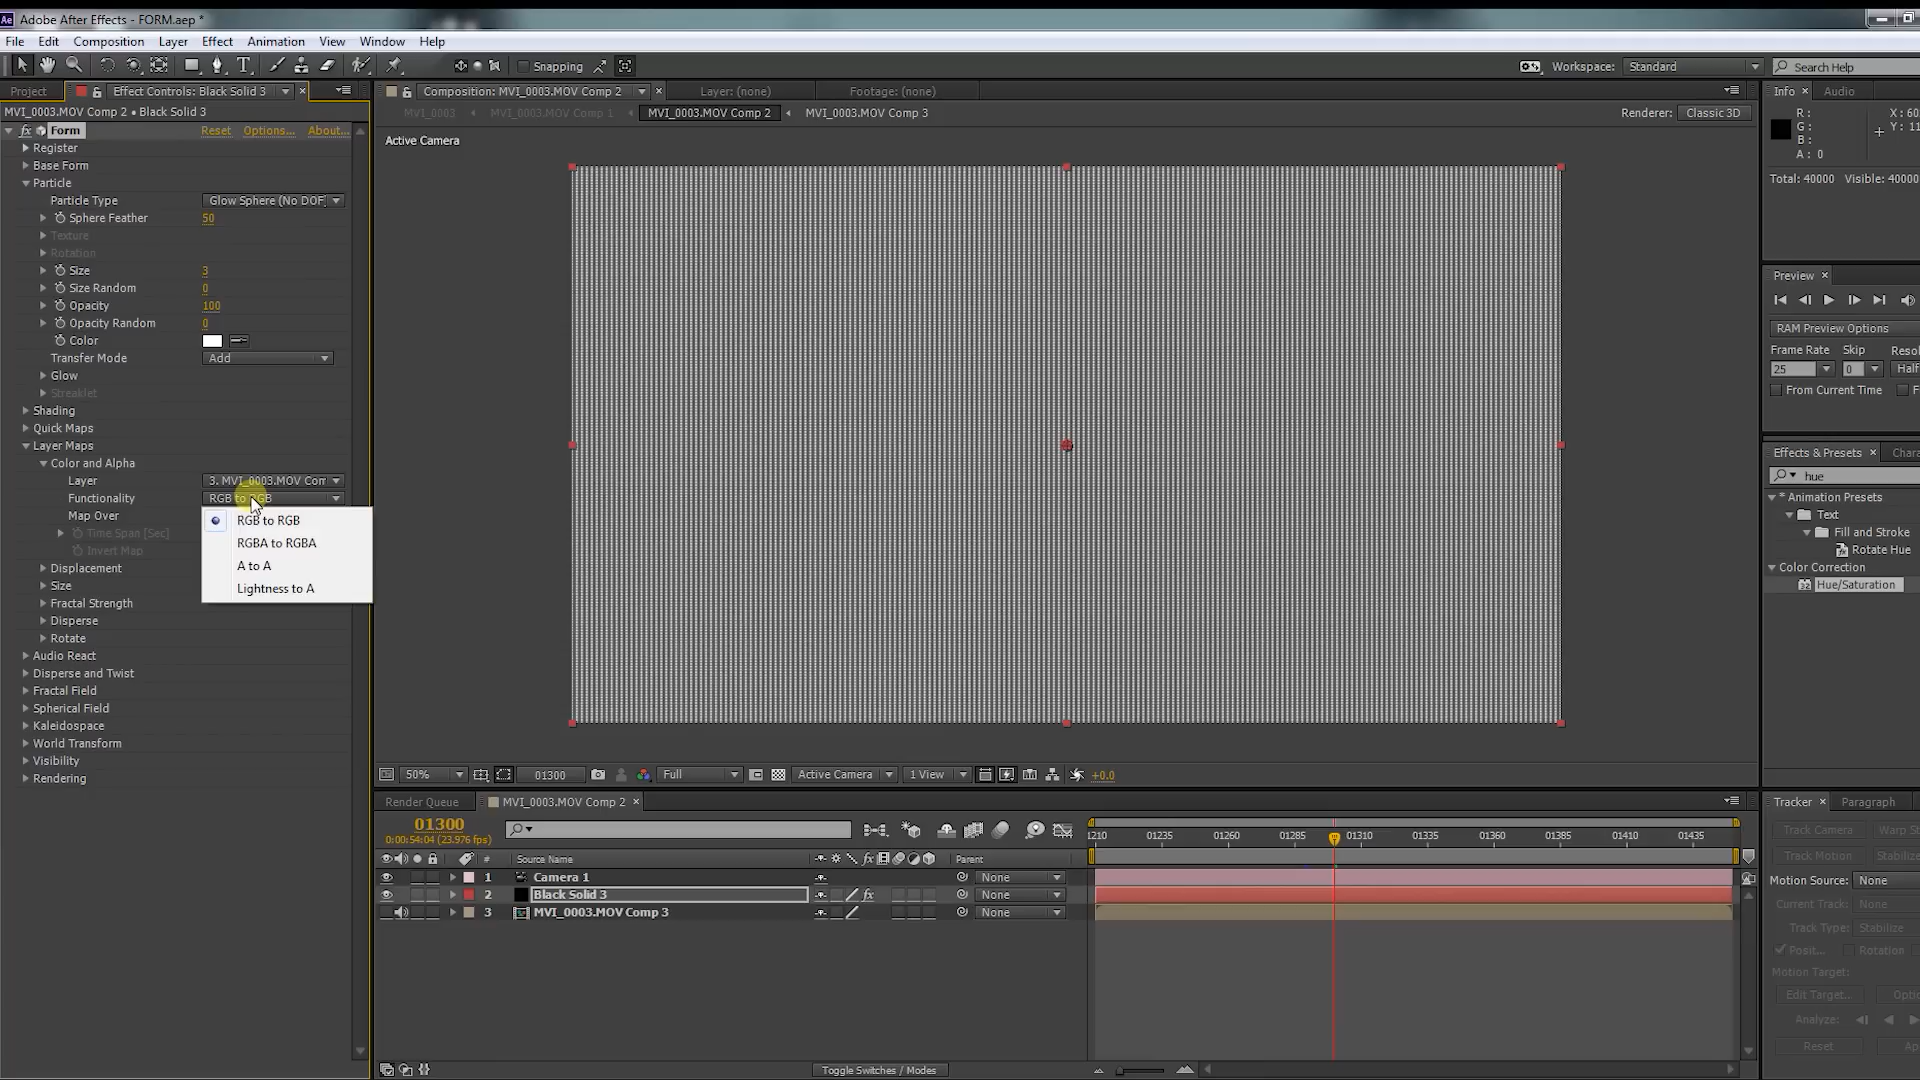 Ae Adobe After Effects - FORM.aep *
File Edit Composition Layer Effect Animation View Window Help
Snapping
Workspace: Standard
Search Help
Project
Effect Controls: Black Solid 3
Composition: MVI_0003.MOV Comp 2
Layer: (none)
Footage: (none)
Info
Audio
MVI_0003.MOV Comp 2 • Black Solid 3
MVI_0003
MVI_0003.MOV Comp 1
MVI_0003.MOV Comp 2
MVI_0003.MOV Comp 3
Renderer: Classic 3D
R :
G :
B :
A : 0
Total: 40000 Visible: 40000
fx Form Reset Options... About...
Active Camera
Register
Base Form
Particle
Particle Type Glow Sphere (No DOF)
Sphere Feather 50
Texture
Rotation
Size 3
Size Random 0
Opacity 100
Opacity Random 0
Color
Transfer Mode Add
Glow
Streaklet
Shading
Quick Maps
Layer Maps
Color and Alpha
Layer 3. MVI_0003.MOV Com
Functionality RGB to RGB
Map Over
Time Span [Sec]
Invert Map
RGB to RGB
RGBA to RGBA
A to A
Lightness to A
Displacement
Size
Fractal Strength
Disperse
Rotate
Audio React
Disperse and Twist
Fractal Field
Spherical Field
Kaleidospace
World Transform
Visibility
Rendering
Preview
RAM Preview Options
Frame Rate Skip
25 0 Half
From Current Time
Effects & Presets
hue
* Animation Presets
Text
Fill and Stroke
Rotate Hue
Color Correction
Hue/Saturation
50% 01300 Full Active Camera 1 View +0.0
Render Queue
MVI_0003.MOV Comp 2
01300
0:00:54:04 (23.976 fps)
1210 01235 01260 01285 01310 01335 01360 01385 01410 01435
# Source Name fx Parent
1 Camera 1 None
2 Black Solid 3 fx None
3 MVI_0003.MOV Comp 3 None
Toggle Switches / Modes
Tracker
Paragraph
Track Camera
Track Motion
Motion Source: None
Current Track: None
Track Type: Stabilize
Posit... Rotation
Motion Target:
Edit Target...
Analyze:
Reset